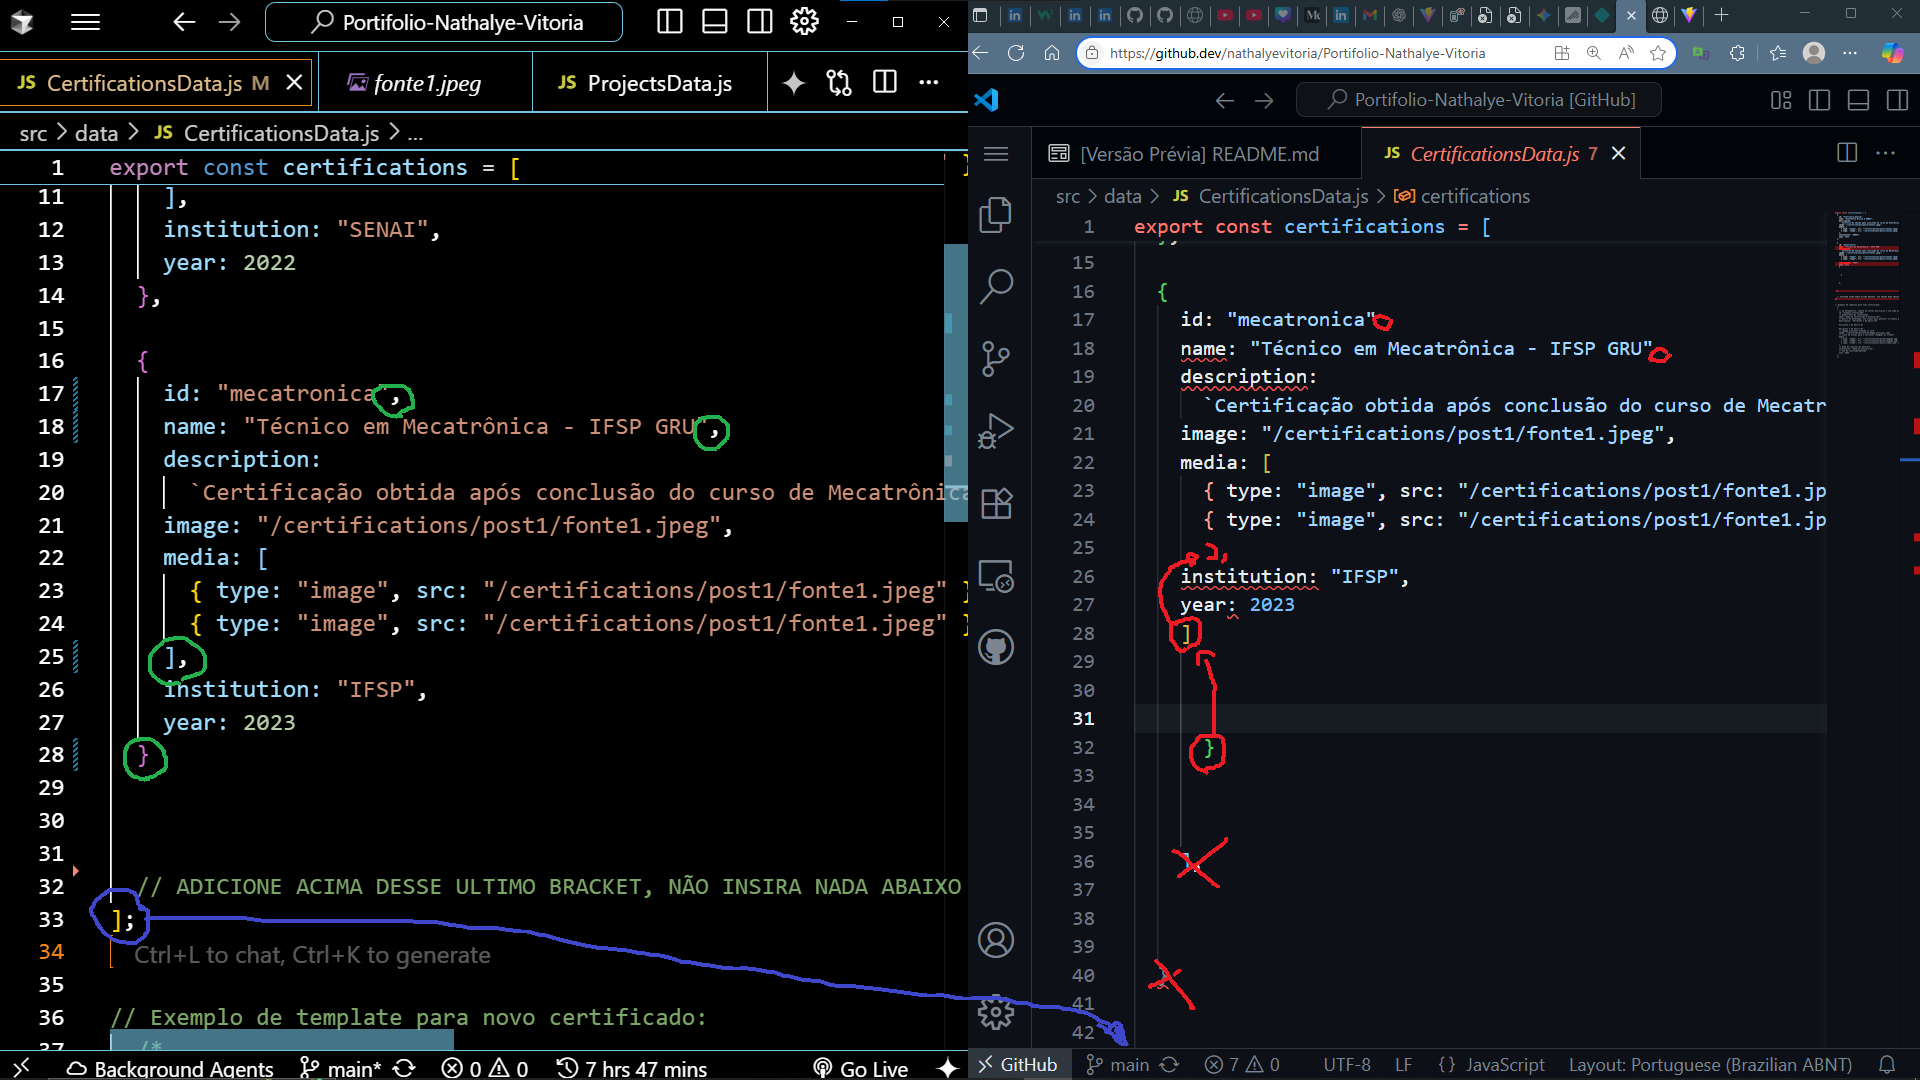 Portifolio-Nathalye-Vitoria
JS CertificationsData.js M
fonte1.jpeg
JS ProjectsData.js
src > data > JS CertificationsData.js > ...
1 export const certifications = [
11 ],
12 institution: "SENAI",
13 year: 2022
14 },
15
16 {
17 id: "mecatronica",
18 name: "Técnico em Mecatrônica - IFSP GRU",
19 description:
20 `Certificação obtida após conclusão do curso de Mecatrônica
21 image: "/certifications/post1/fonte1.jpeg",
22 media: [
23 { type: "image", src: "/certifications/post1/fonte1.jpeg" }
24 { type: "image", src: "/certifications/post1/fonte1.jpeg" }
25 ],
26 institution: "IFSP",
27 year: 2023
28 }
29
30
31
32 // ADICIONE ACIMA DESSE ULTIMO BRACKET, NÃO INSIRA NADA ABAIXO
33 ];
34 Ctrl+L to chat, Ctrl+K to generate
35
36 // Exemplo de template para novo certificado:
37 /*
Background Agents main* 0 0 7 hrs 47 mins Go Live
https://github.dev/nathalyevitoria/Portifolio-Nathalye-Vitoria
Portifolio-Nathalye-Vitoria [GitHub]
[Versão Prévia] README.md
JS CertificationsData.js 7
src > data > JS CertificationsData.js > certifications
1 export const certifications = [
15
16 {
17 id: "mecatronica"
18 name: "Técnico em Mecatrônica - IFSP GRU"
19 description:
20 `Certificação obtida após conclusão do curso de Mecatr
21 image: "/certifications/post1/fonte1.jpeg",
22 media: [
23 { type: "image", src: "/certifications/post1/fonte1.jp
24 { type: "image", src: "/certifications/post1/fonte1.jp
25
26 institution: "IFSP",
27 year: 2023
28 ]
29
30
31
32 }
33
34
35
36
37
38
39
40
41
42
GitHub main 7 0 UTF-8 LF {} JavaScript Layout: Portuguese (Brazilian ABNT)